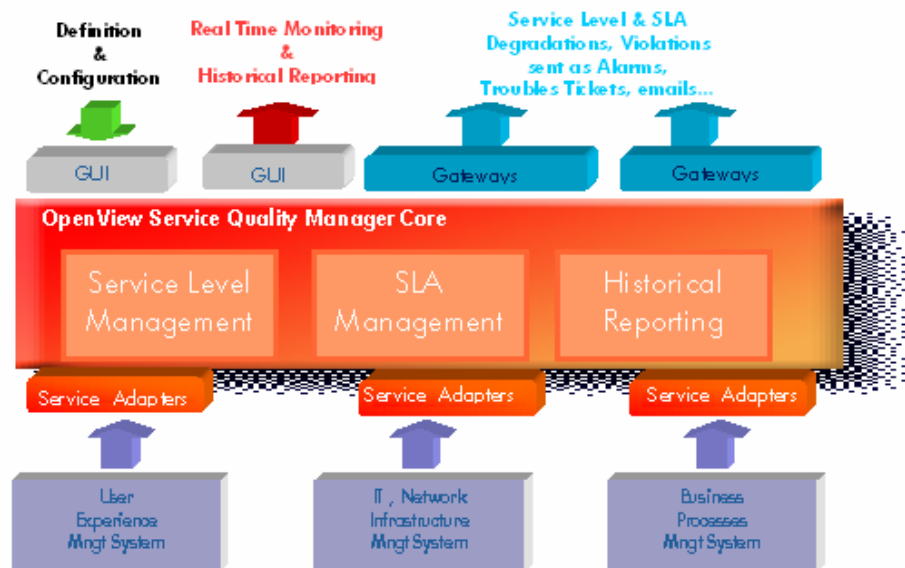 Definition
&
Configuration
Real Time Monitoring
&
Historical Reporting
Service Level & SLA
Degradations, Violations
sent as Alarms,
Troubles Tickets, emails...
GUI
GUI
Gateways
Gateways
OpenView Service Quality Manager Core
Service Level
Management
SLA
Management
Historical
Reporting
Service Adapters
Service Adapters
Service Adapters
User
Experience
Mngt System
IT, Network
Infrastructure
Mngt System
Business
Processes
Mngt System